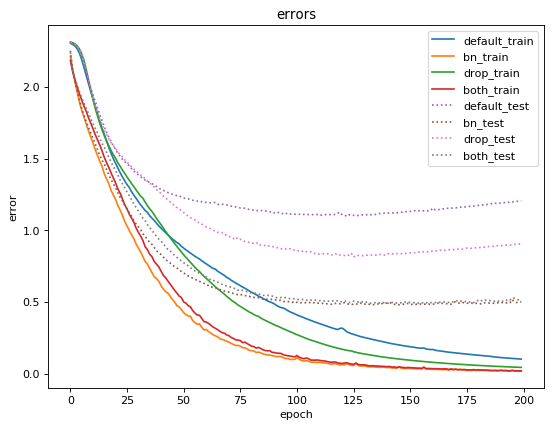 errors
default_train
bn_train
drop_train
both_train
default_test
bn_test
drop_test
both_test
error
2.0
1.5
1.0
0.5
0.0
0 25 50 75 100 125 150 175 200
epoch